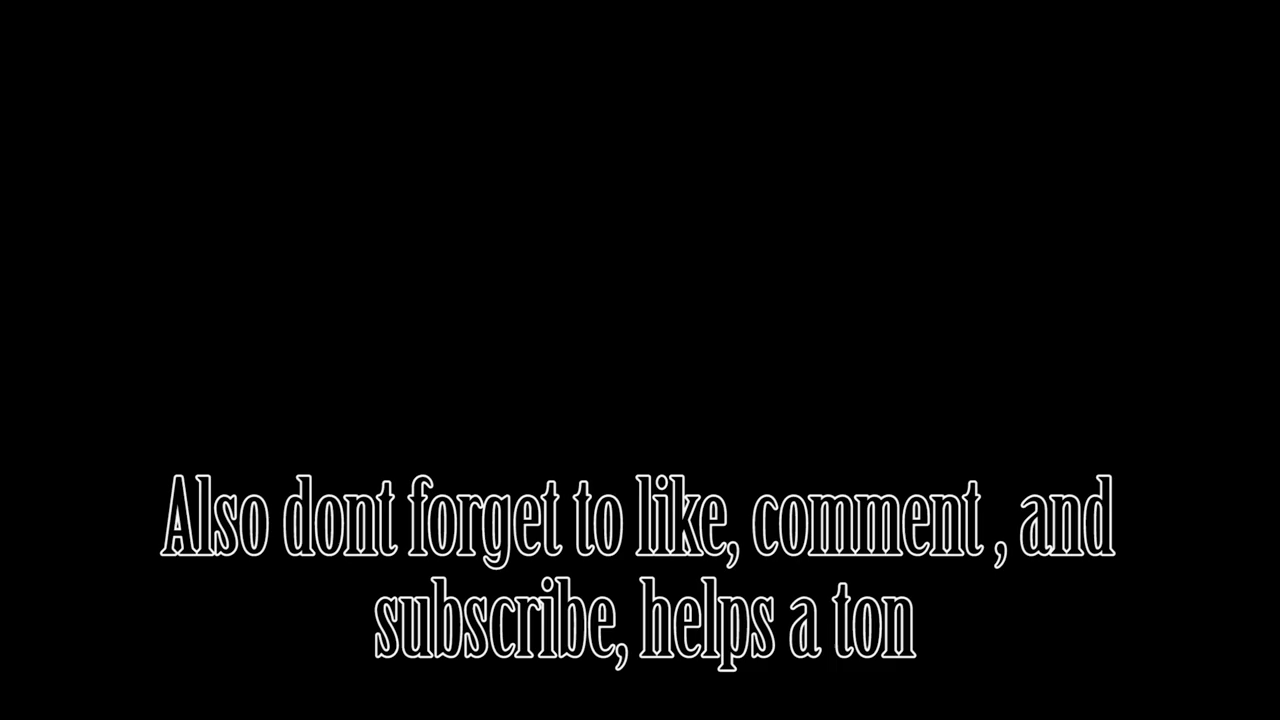 Also dont forget to like, comment , and
subscribe, helps a ton